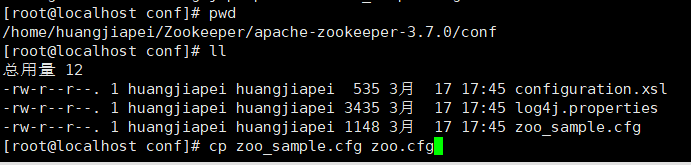 [root@localhost conf]# pwd
/home/huangjiapei/Zookeeper/apache-zookeeper-3.7.0/conf
[root@localhost conf]# ll
总用量 12
-rw-r--r--. 1 huangjiapei huangjiapei  535 3月  17 17:45 configuration.xsl
-rw-r--r--. 1 huangjiapei huangjiapei 3435 3月  17 17:45 log4j.properties
-rw-r--r--. 1 huangjiapei huangjiapei 1148 3月  17 17:45 zoo_sample.cfg
[root@localhost conf]# cp zoo_sample.cfg zoo.cfg